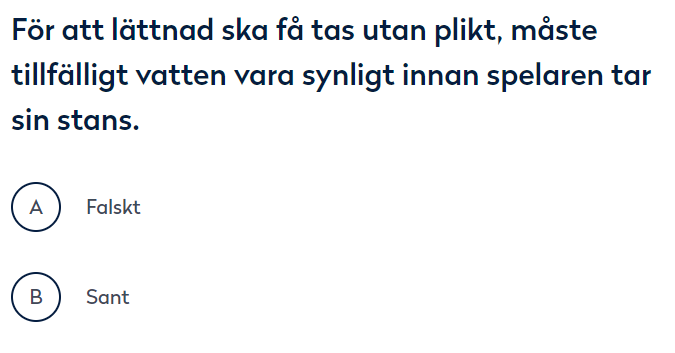 För att lättnad ska få tas utan plikt, måste
tillfälligt vatten vara synligt innan spelaren tar
sin stans.
A Falskt
B Sant